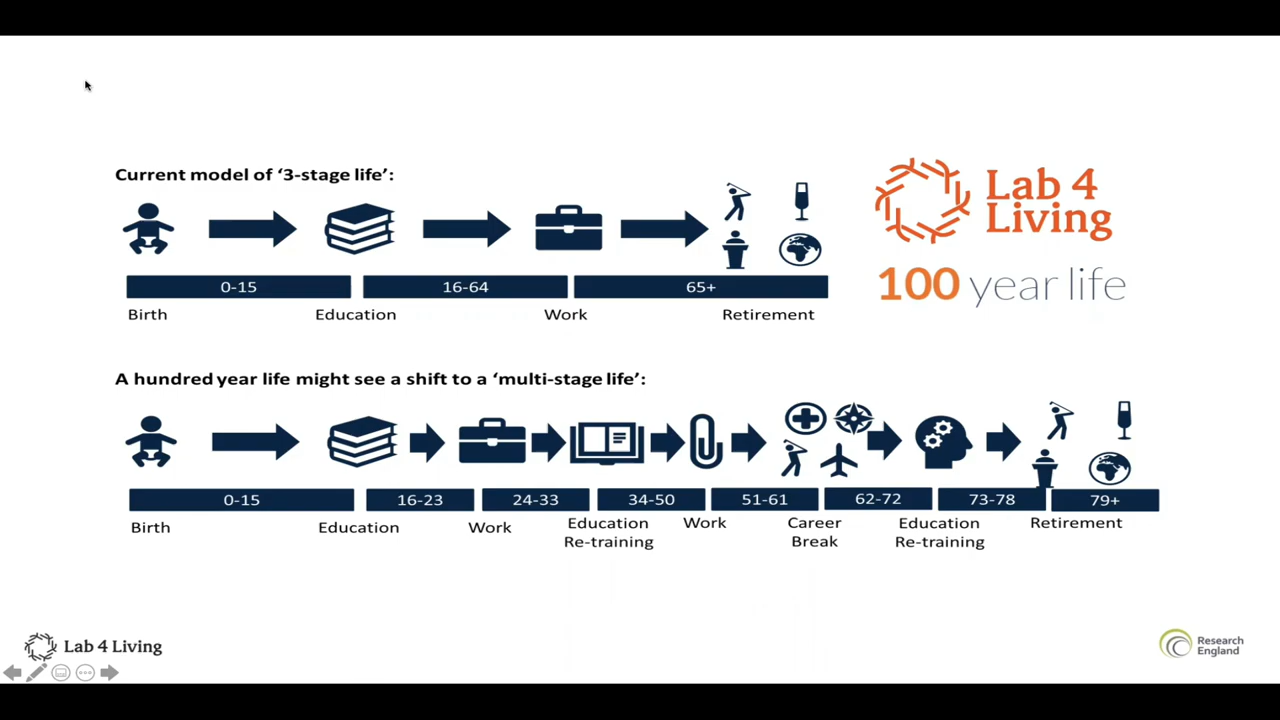 Current model of ‘3-stage life’:
0-15
16-64
65+
Birth
Education
Work
Retirement
Lab 4
Living
100 year life
A hundred year life might see a shift to a ‘multi-stage life’:
0-15
16-23
24-33
34-50
51-61
62-72
73-78
79+
Birth
Education
Work
Education
Re-training
Work
Career
Break
Education
Re-training
Retirement
Lab 4 Living
Research
England